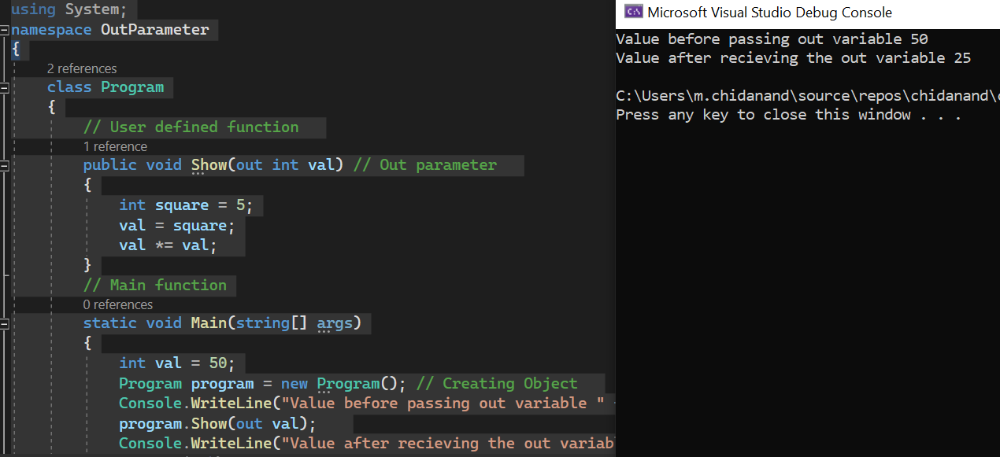 using System;
namespace OutParameter
{
2 references
class Program
{
// User defined function
1 reference
public void Show(out int val) // Out parameter
{
int square = 5;
val = square;
val *= val;
}
// Main function
0 references
static void Main(string[] args)
{
int val = 50;
Program program = new Program(); // Creating Object
Console.WriteLine("Value before passing out variable "
program.Show(out val);
Console.WriteLine("Value after recieving the out variab
Microsoft Visual Studio Debug Console
Value before passing out variable 50
Value after recieving the out variable 25
C:\Users\m.chidanand\source\repos\chidanand\
Press any key to close this window . . .